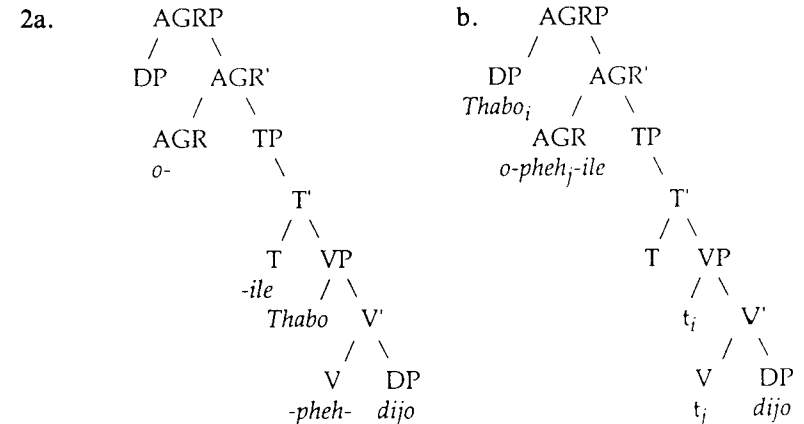 2a. AGRP b. AGRP
DP AGR' DP AGR'
Thabo_i
AGR TP AGR TP
o- o-pheh_j-ile
T' T'
T VP T VP
-ile
Thabo V' t_i V'
V DP V DP
-pheh- dijo t_j dijo